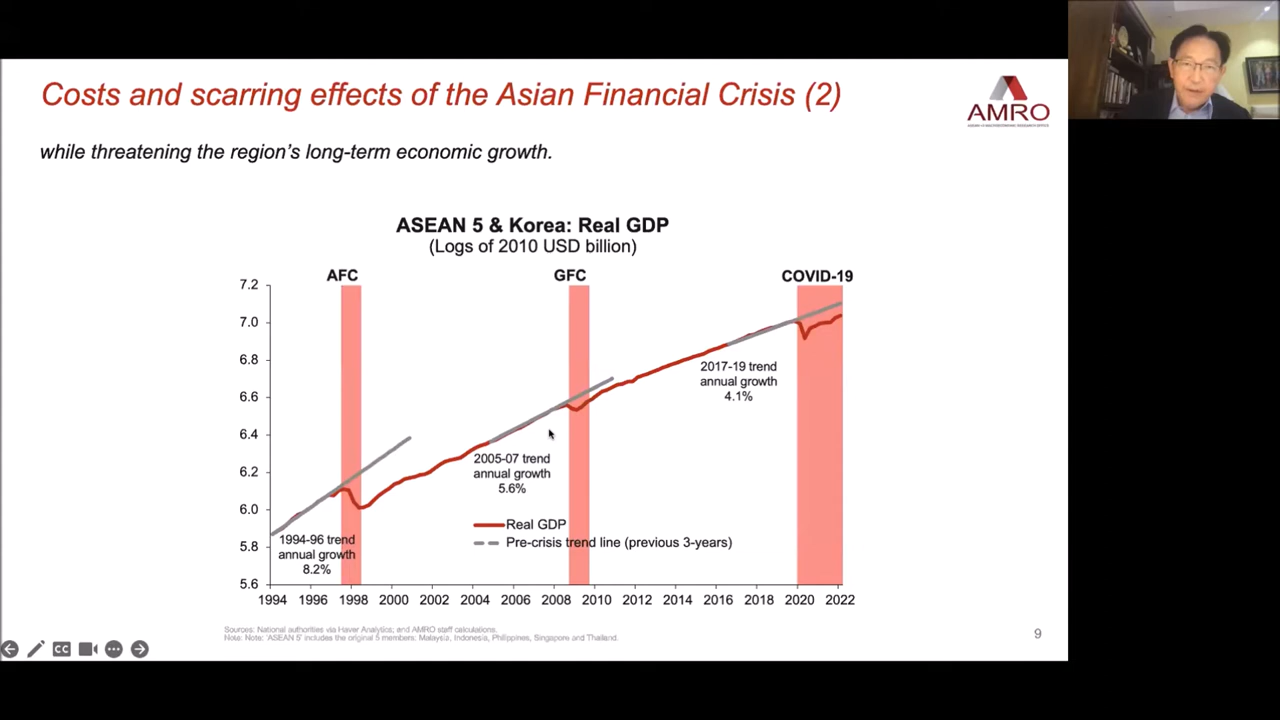 Costs and scarring effects of the Asian Financial Crisis (2)
AMRO
while threatening the region's long-term economic growth.
ASEAN 5 & Korea: Real GDP
(Logs of 2010 USD billion)
AFC
GFC
COVID-19
7.2
7.0
6.8
6.6
6.4
6.2
6.0
5.8
5.6
2017-19 trend
annual growth
4.1%
2005-07 trend
annual growth
5.6%
1994-96 trend
annual growth
8.2%
Real GDP
Pre-crisis trend line (previous 3-years)
1994 1996 1998 2000 2002 2004 2006 2008 2010 2012 2014 2016 2018 2020 2022
Sources: National authorities via Haver Analytics; and AMRO staff calculations.
Note: Note: 'ASEAN 5' includes the original 5 members: Malaysia, Indonesia, Philippines, Singapore and Thailand.
9
CC